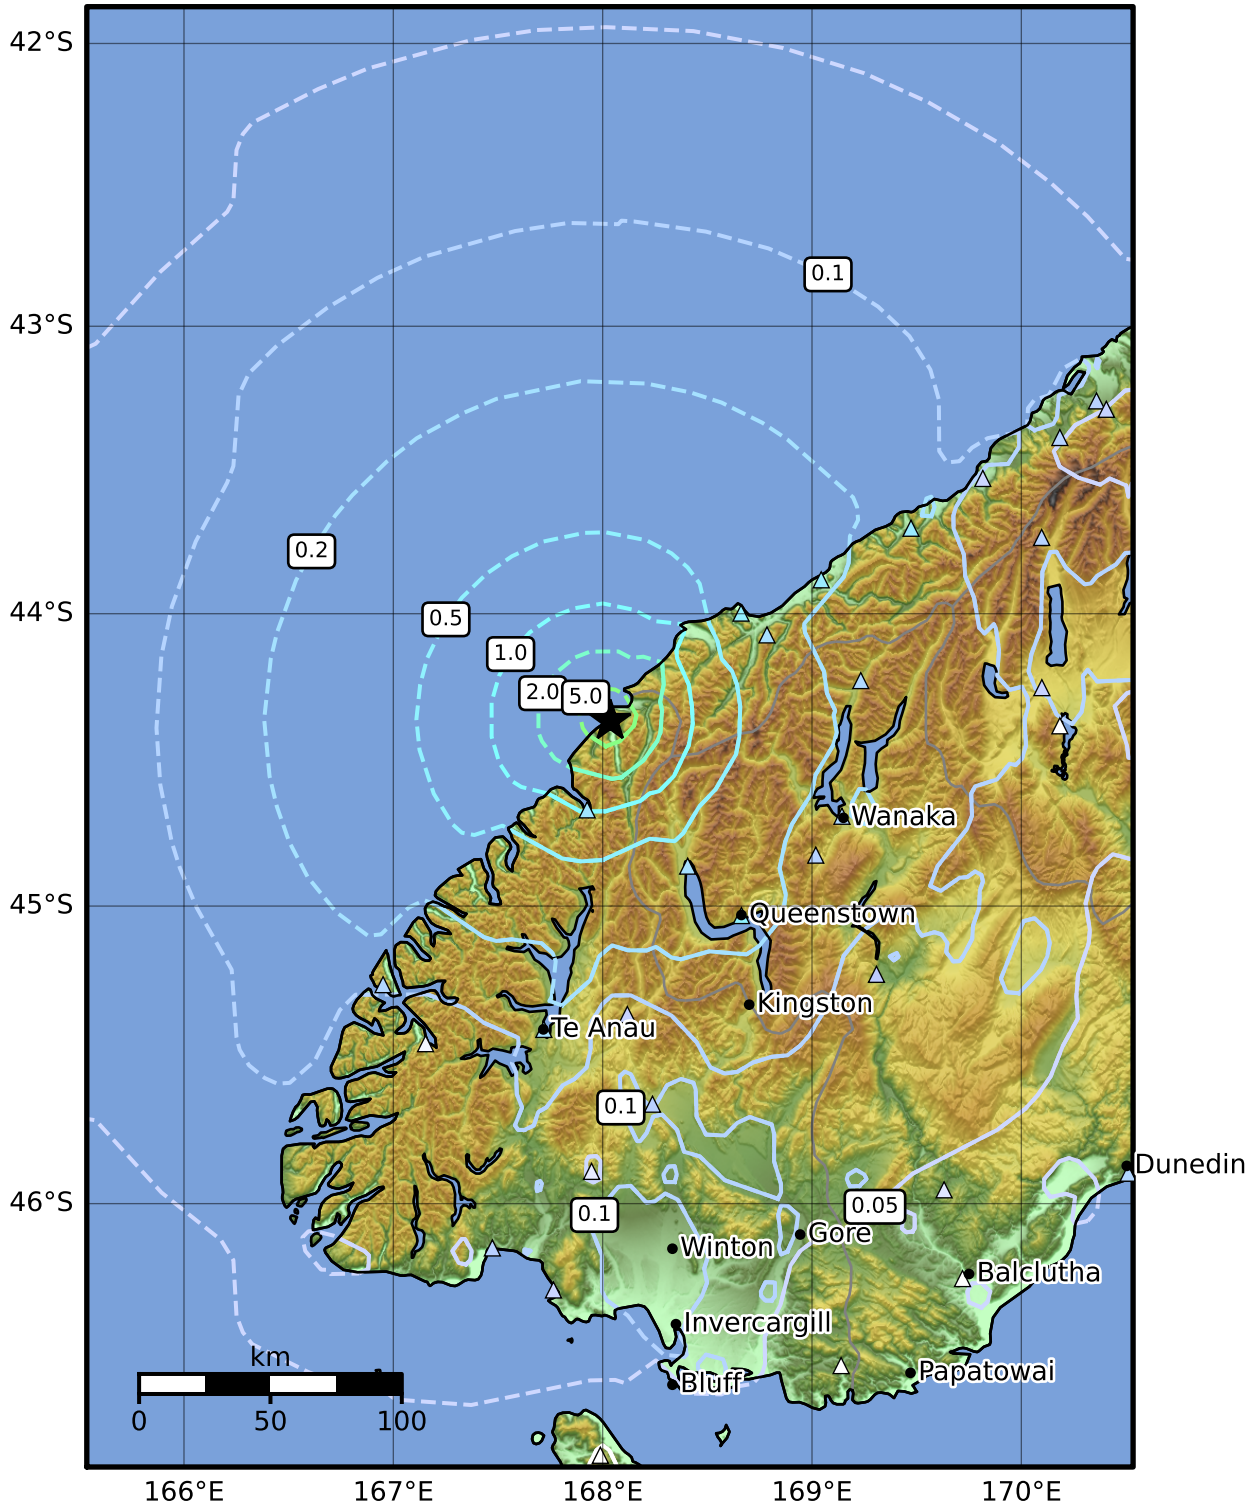 42°S
0.1
43°S
0.2
0.5
44°S
1.0
2.0
5.0
Wanaka
45°S
Queenstown
Kingston
Te Anau
0.1
Dunedin
46°S
0.05
0.1
Gore
Winton
Balclutha
Invercargill
km
Papatowai
Bluff
0 50 100
166°E 167°E 168°E 169°E 170°E